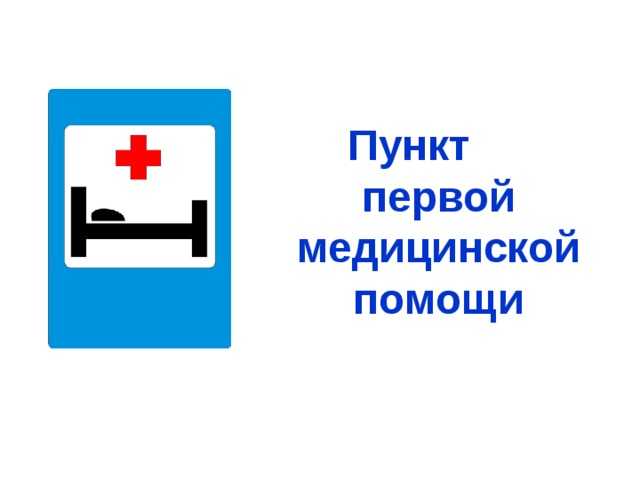 Пункт
первой
медицинской
помощи